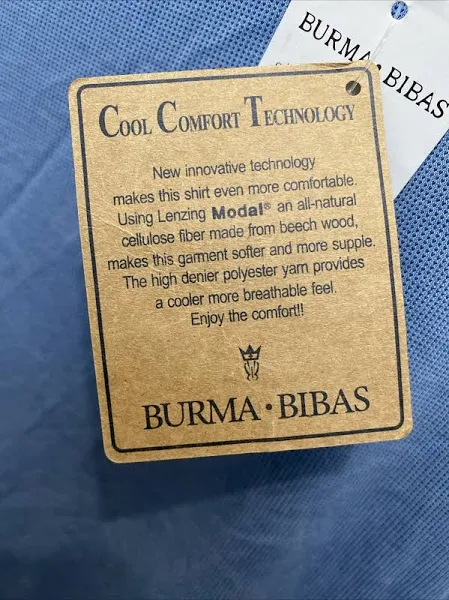 BURMA • BIBAS
COOL COMFORT TECHNOLOGY
New innovative technology
makes this shirt even more comfortable.
Using Lenzing Modal® an all-natural
cellulose fiber made from beech wood,
makes this garment softer and more supple.
The high denier polyester yarn provides
a cooler more breathable feel.
Enjoy the comfort!!
BURMA • BIBAS